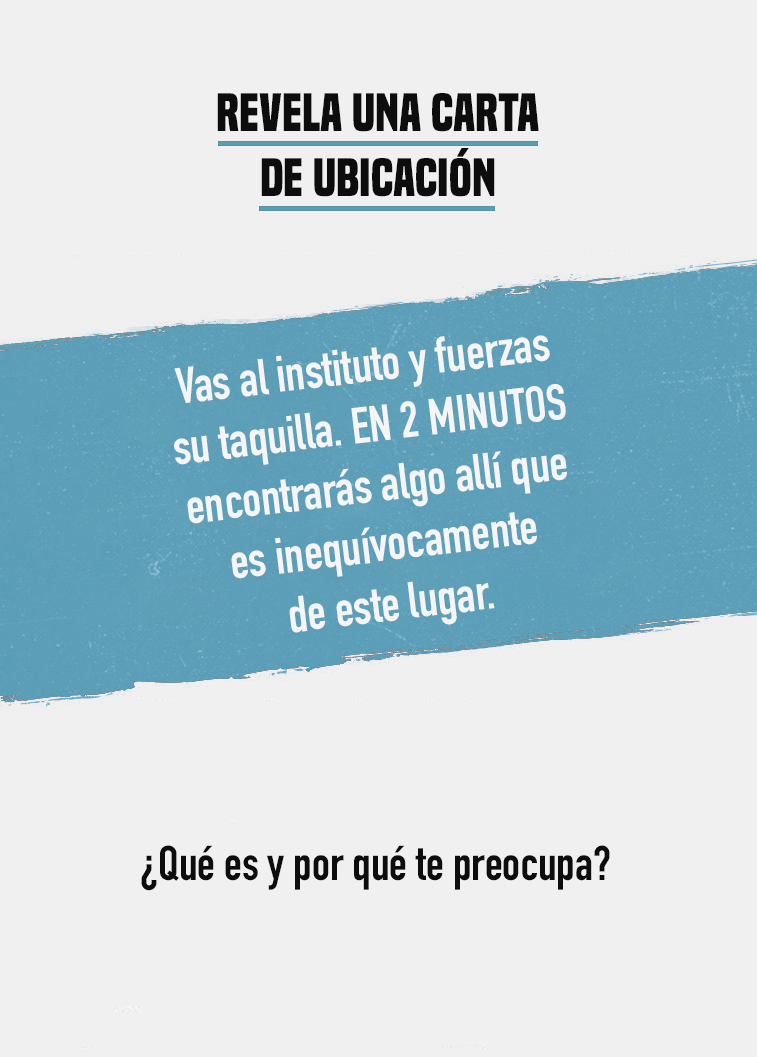 REVELA UNA CARTA
DE UBICACIÓN
Vas al instituto y fuerzas
su taquilla. EN 2 MINUTOS
encontrarás algo allí que
es inequívocamente
de este lugar.
¿Qué es y por qué te preocupa?